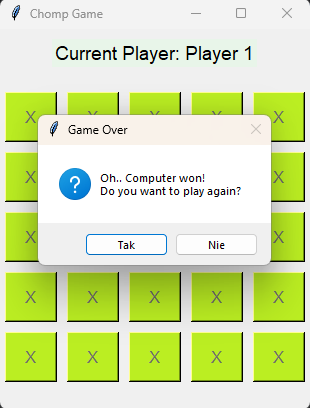 Chomp Game
Current Player: Player 1
X X X X X
Game Over
X X
Oh.. Computer won!
Do you want to play again?
Tak Nie
X X
X X X X X
X X X X X